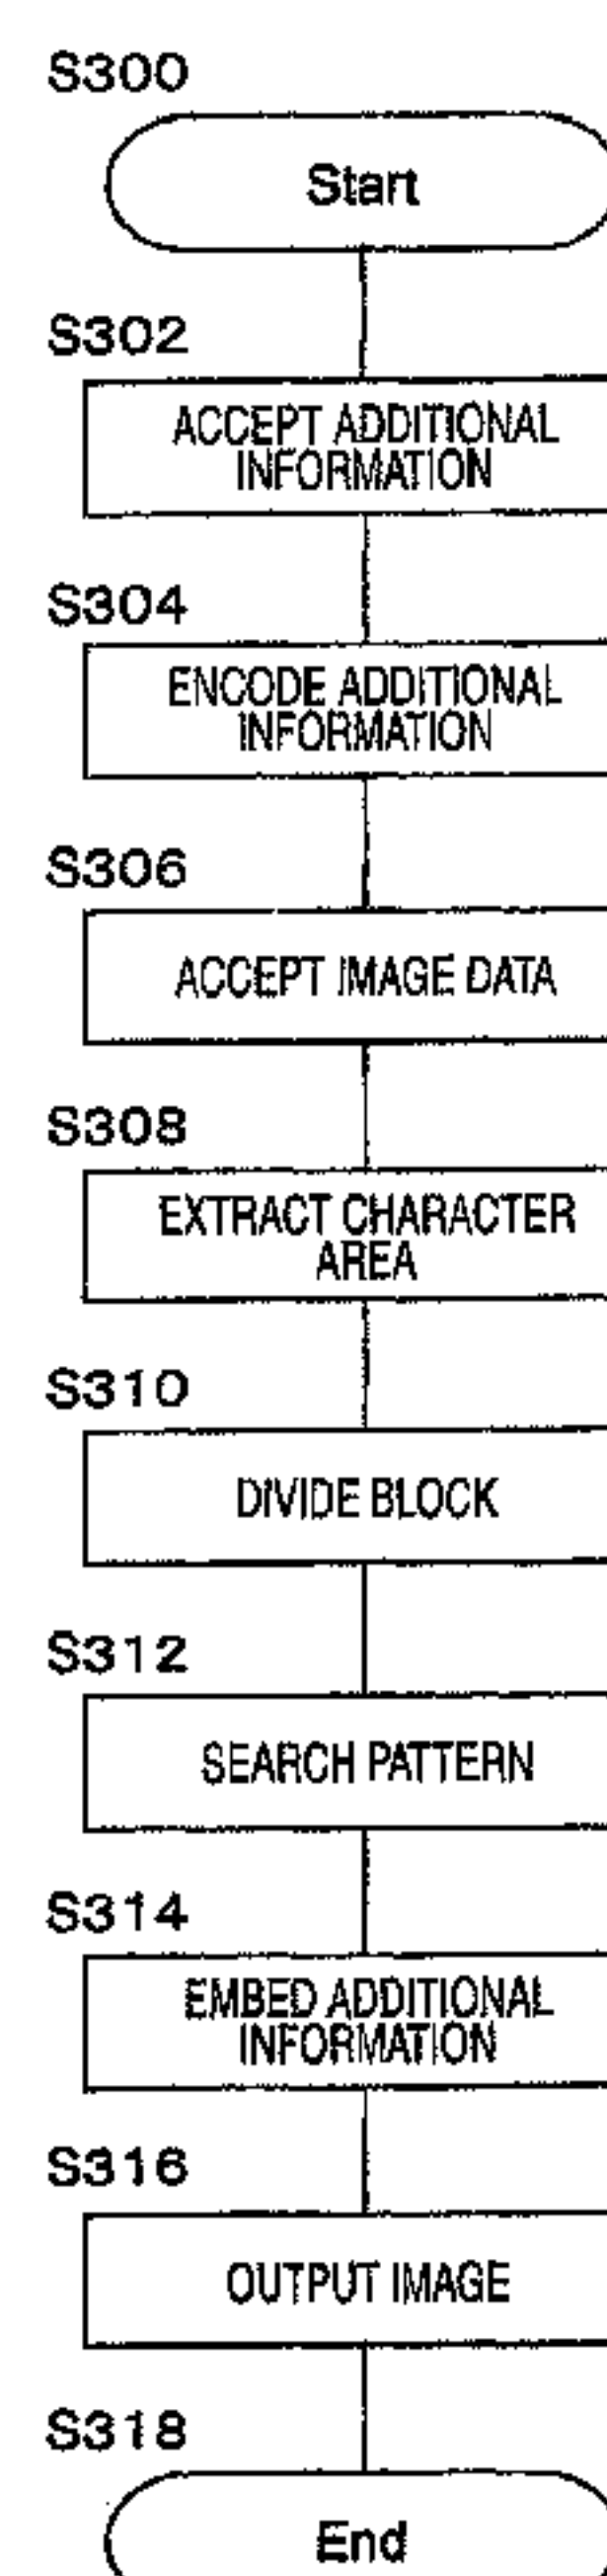 S300
Start
S302
ACCEPT ADDITIONAL
INFORMATION
S304
ENCODE ADDITIONAL
INFORMATION
S306
ACCEPT IMAGE DATA
S308
EXTRACT CHARACTER
AREA
S310
DIVIDE BLOCK
S312
SEARCH PATTERN
S314
EMBED ADDITIONAL
INFORMATION
S316
OUTPUT IMAGE
S318
End